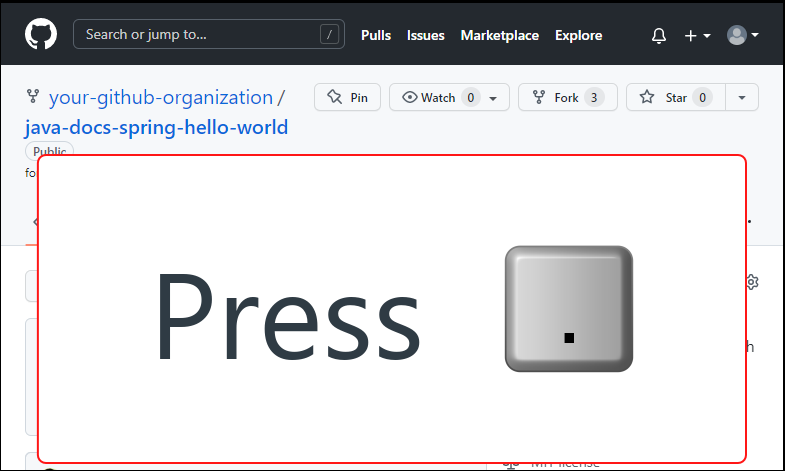 Search or jump to... /
Pulls Issues Marketplace Explore
your-github-organization /
java-docs-spring-hello-world
Pin
Watch 0
Fork 3
Star 0
Public
fo
Press .
h
MIT license